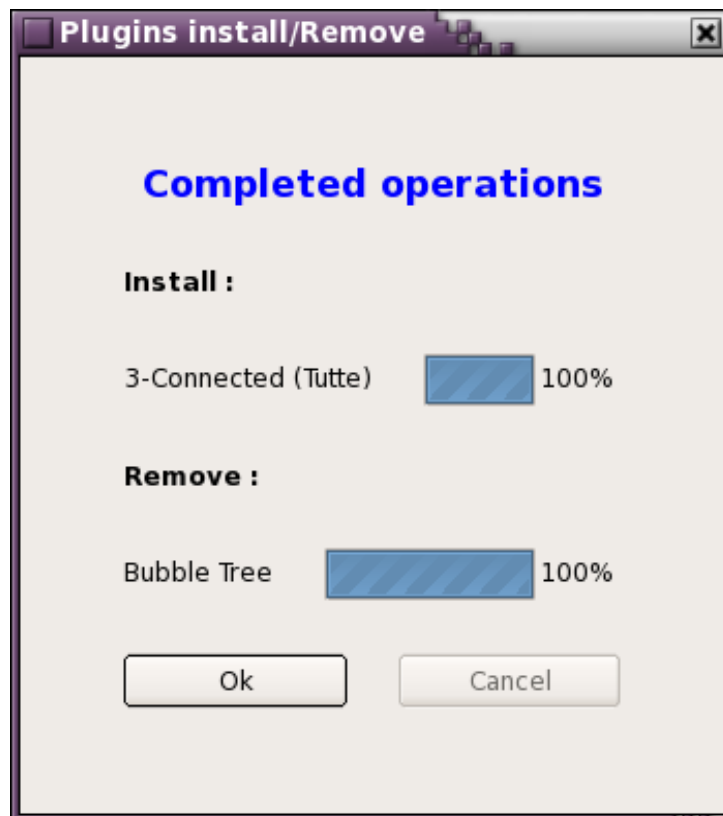 Plugins install/Remove
Completed operations
Install :
3-Connected (Tutte) 100%
Remove :
Bubble Tree 100%
Ok Cancel